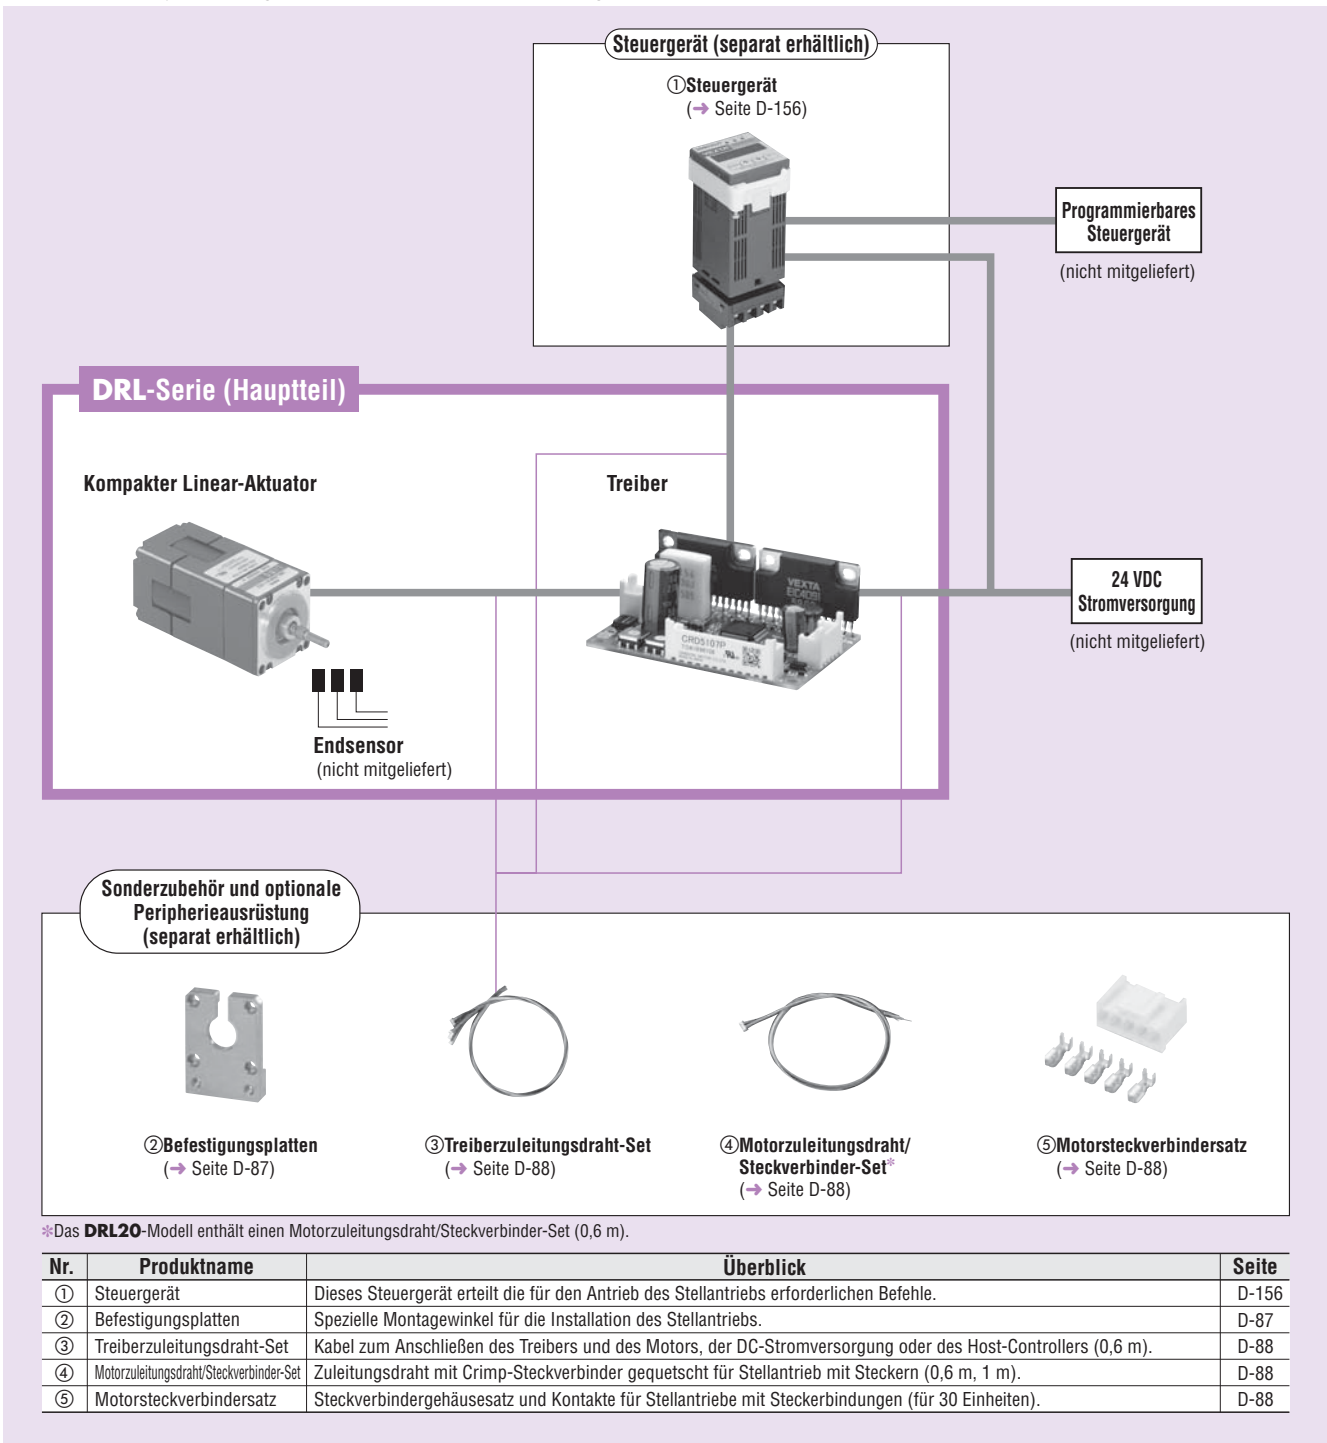 Steuergerät (separat erhältlich)
①Steuergerät
(➜ Seite D-156)
Programmierbares
Steuergerät
(nicht mitgeliefert)
DRL-Serie (Hauptteil)
Kompakter Linear-Aktuator
Treiber
VEXTA
CRD5107P
24 VDC
Stromversorgung
(nicht mitgeliefert)
Endsensor
(nicht mitgeliefert)
Sonderzubehör und optionale
Peripherieausrüstung
(separat erhältlich)
②Befestigungsplatten
(➜ Seite D-87)
③Treiberzuleitungsdraht-Set
(➜ Seite D-88)
④Motorzuleitungsdraht/
Steckverbinder-Set*
(➜ Seite D-88)
⑤Motorsteckverbindersatz
(➜ Seite D-88)
*Das DRL20-Modell enthält einen Motorzuleitungsdraht/Steckverbinder-Set (0,6 m).
Nr. Produktname Überblick Seite
① Steuergerät Dieses Steuergerät erteilt die für den Antrieb des Stellantriebs erforderlichen Befehle. D-156
② Befestigungsplatten Spezielle Montagewinkel für die Installation des Stellantriebs. D-87
③ Treiberzuleitungsdraht-Set Kabel zum Anschließen des Treibers und des Motors, der DC-Stromversorgung oder des Host-Controllers (0,6 m). D-88
④ Motorzuleitungsdraht/Steckverbinder-Set Zuleitungsdraht mit Crimp-Steckverbinder gequetscht für Stellantrieb mit Steckern (0,6 m, 1 m). D-88
⑤ Motorsteckverbindersatz Steckverbindergehäusesatz und Kontakte für Stellantriebe mit Steckerbindungen (für 30 Einheiten). D-88